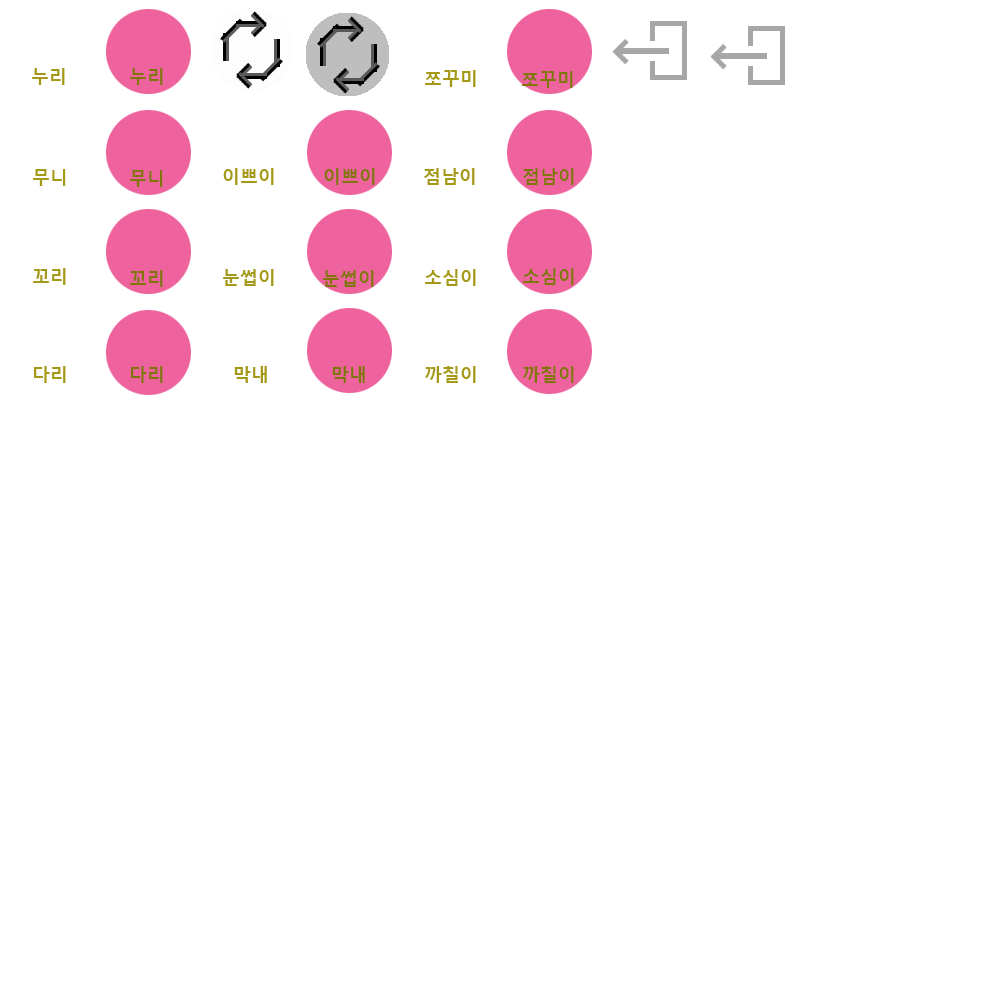 누리 누리 쪼꾸미 쪼꾸미
무니 무니 이쁘이 이쁘이 점남이 점남이
꼬리 꼬리 눈썹이 눈썹이 소심이 소심이
다리 다리 막내 막내 까칠이 까칠이